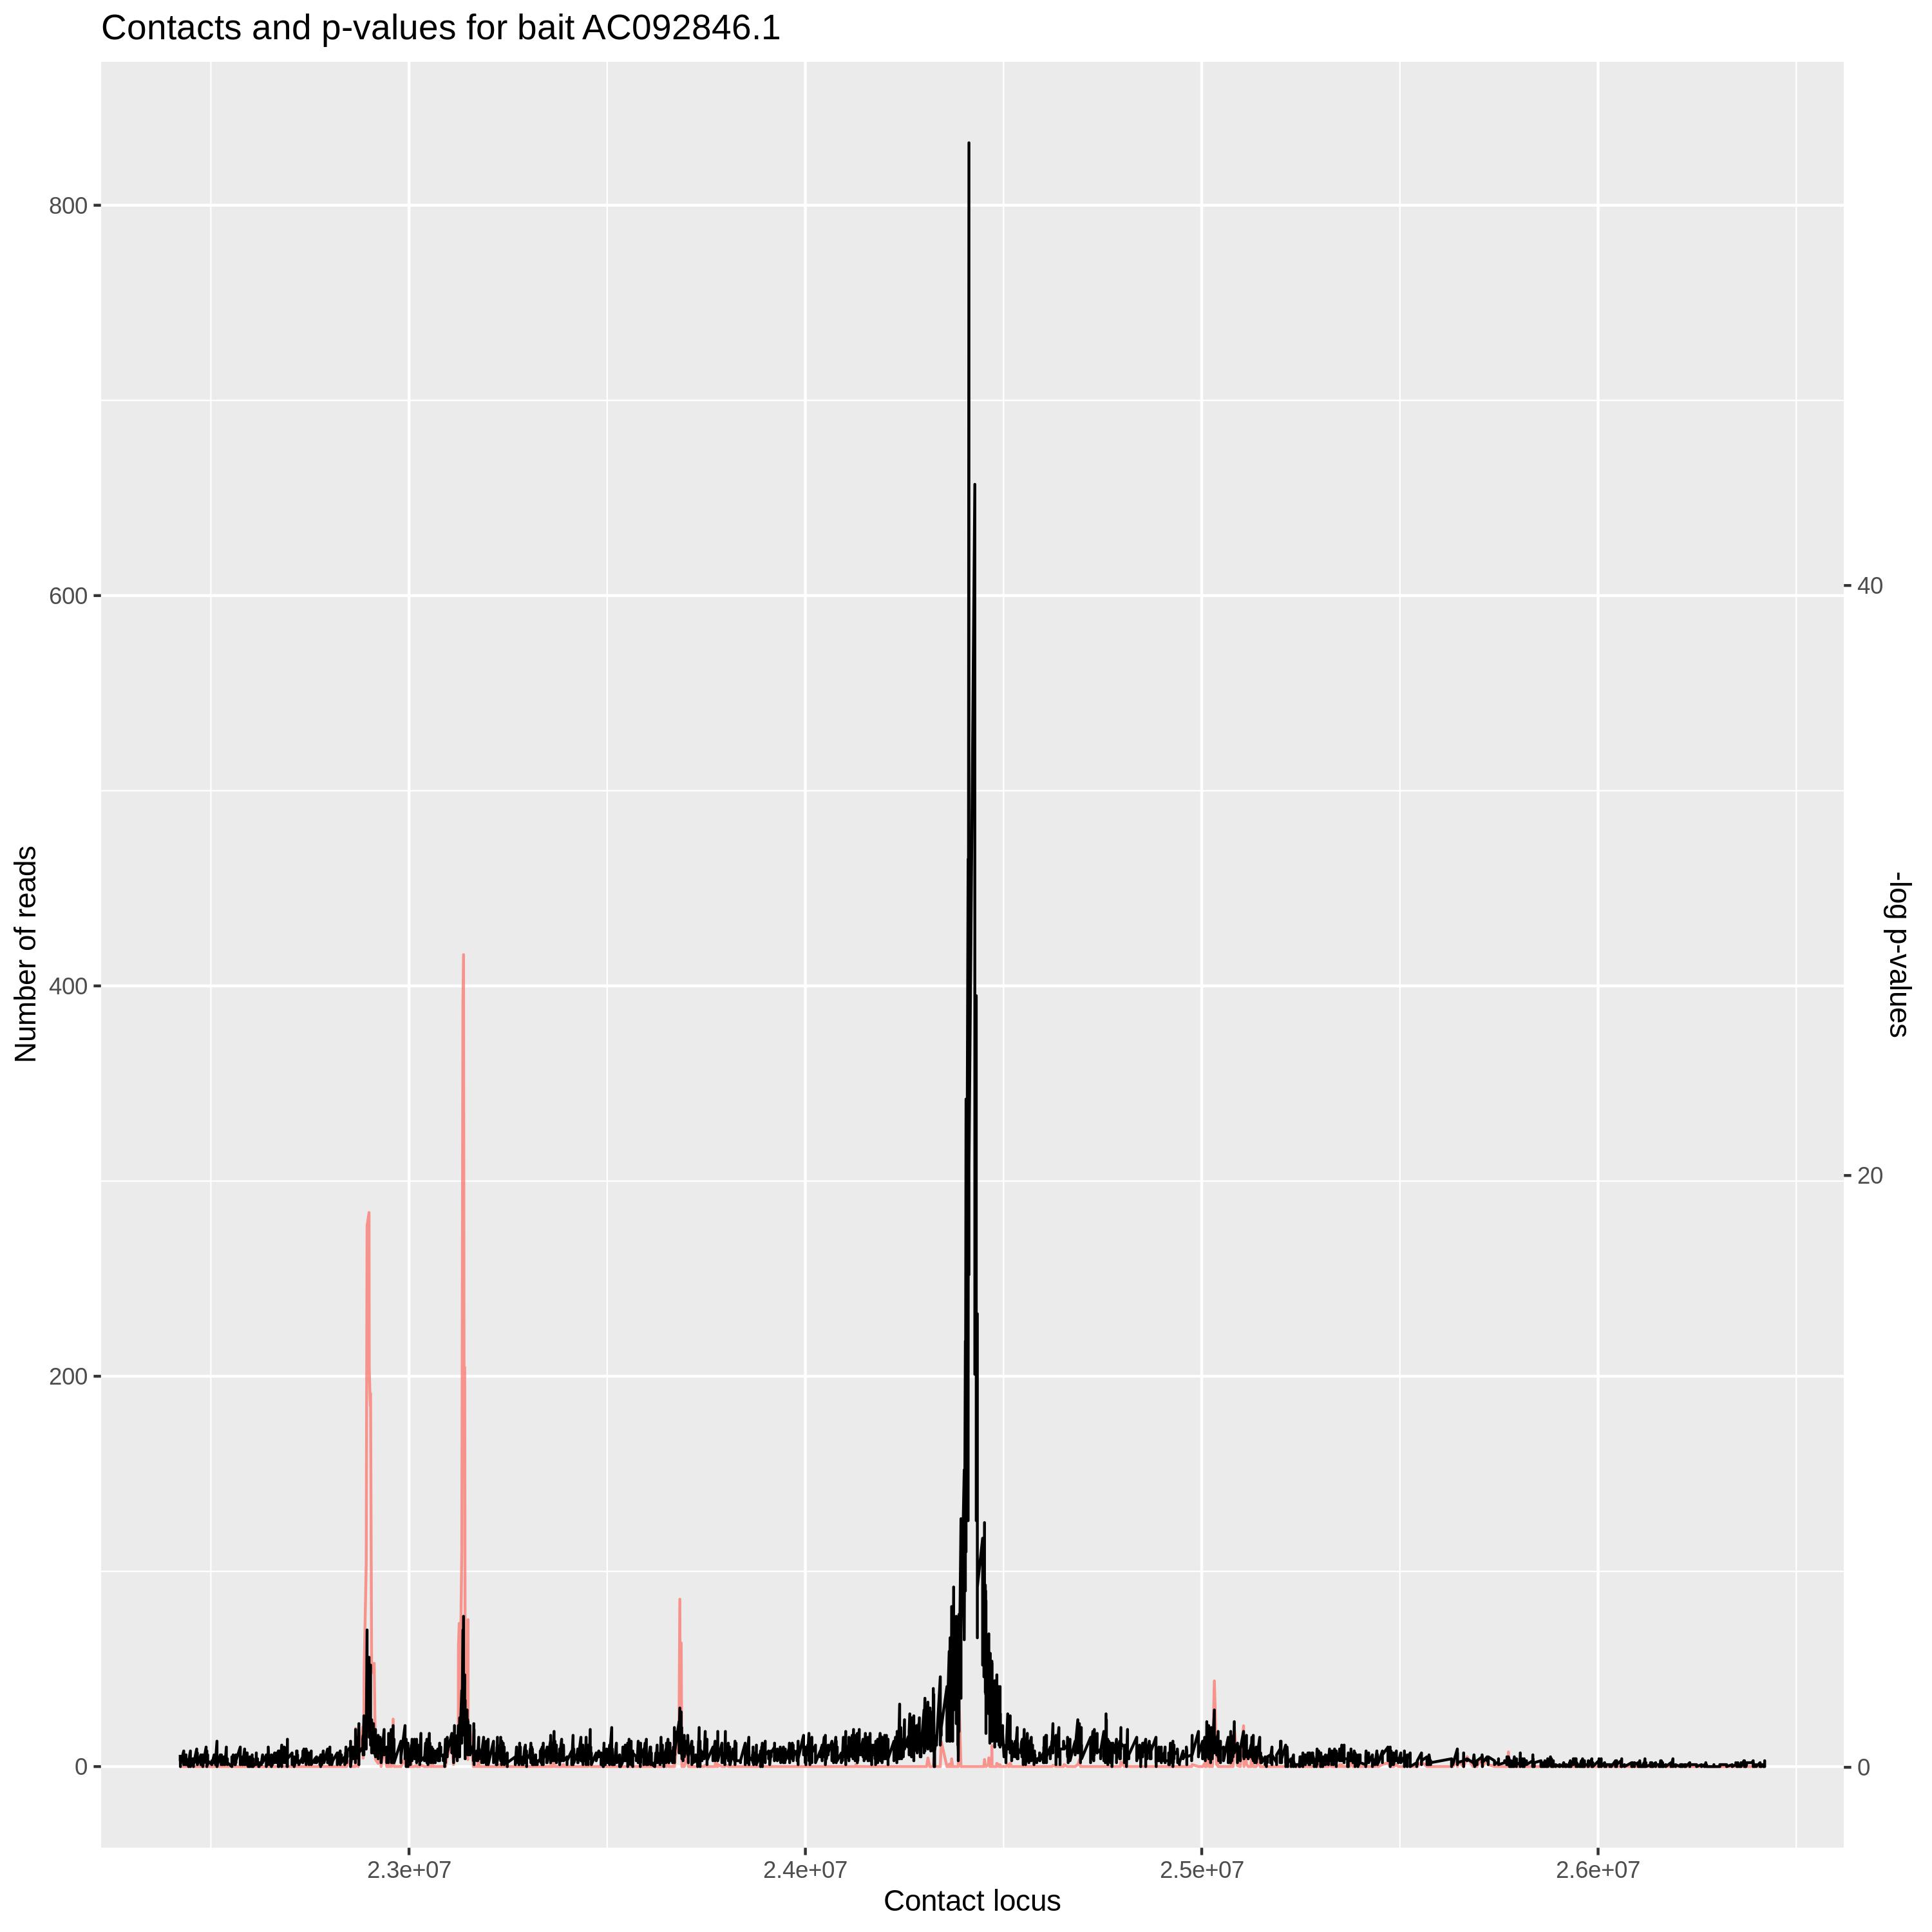 Contacts and p-values for bait AC092846.1
800
600
400
200
0
Number of reads
40
20
0
-log p-values
2.3e+07
2.4e+07
2.5e+07
2.6e+07
Contact locus